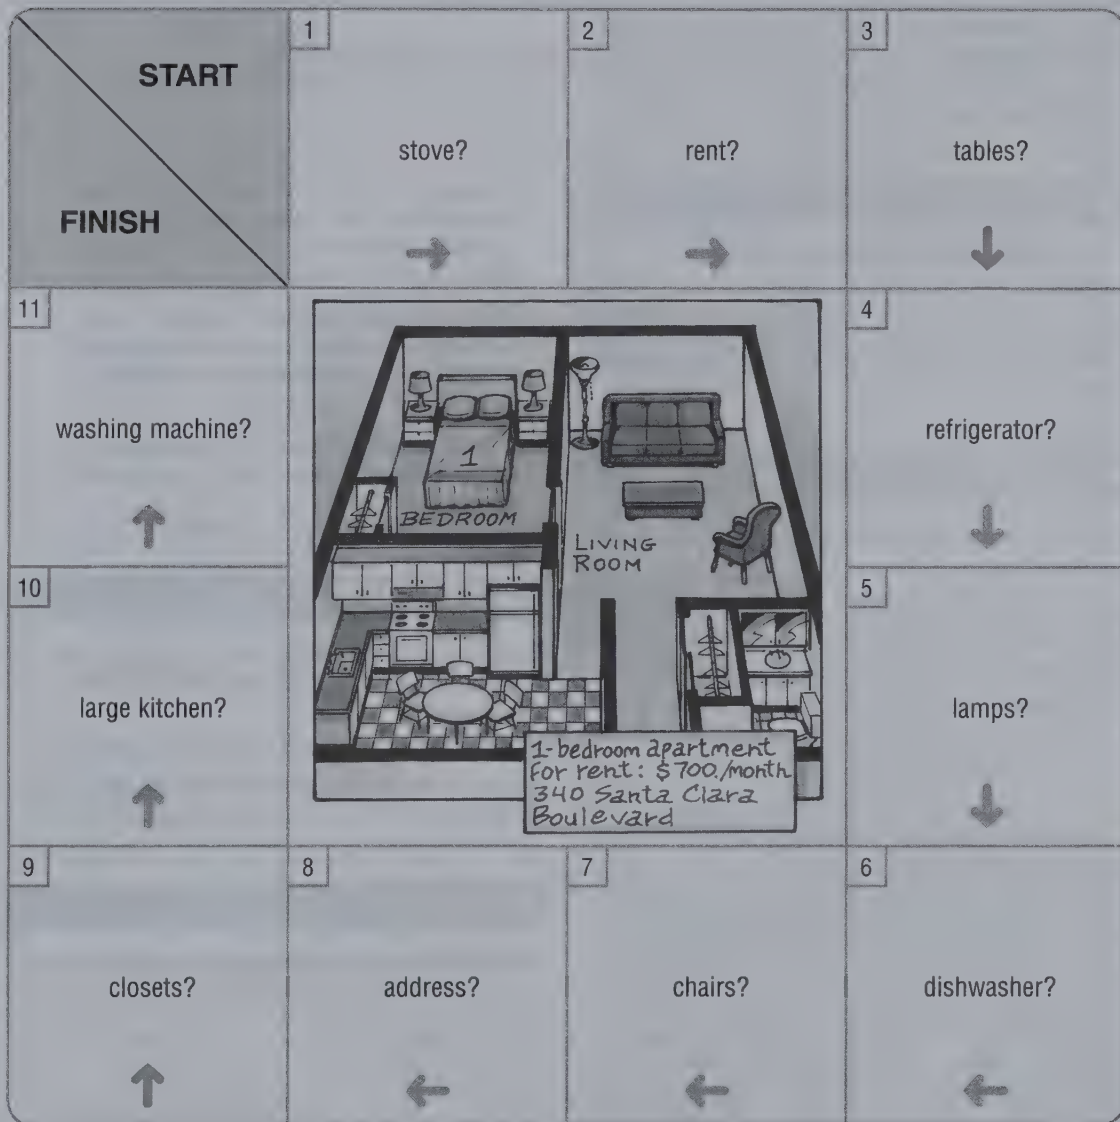 START
FINISH
1
stove?
2
rent?
3
tables?
4
refrigerator?
5
lamps?
6
dishwasher?
7
chairs?
8
address?
9
closets?
10
large kitchen?
11
washing machine?
1
BEDROOM
LIVING
ROOM
1-bedroom apartment
for rent: $700./month
340 Santa Clara
Boulevard